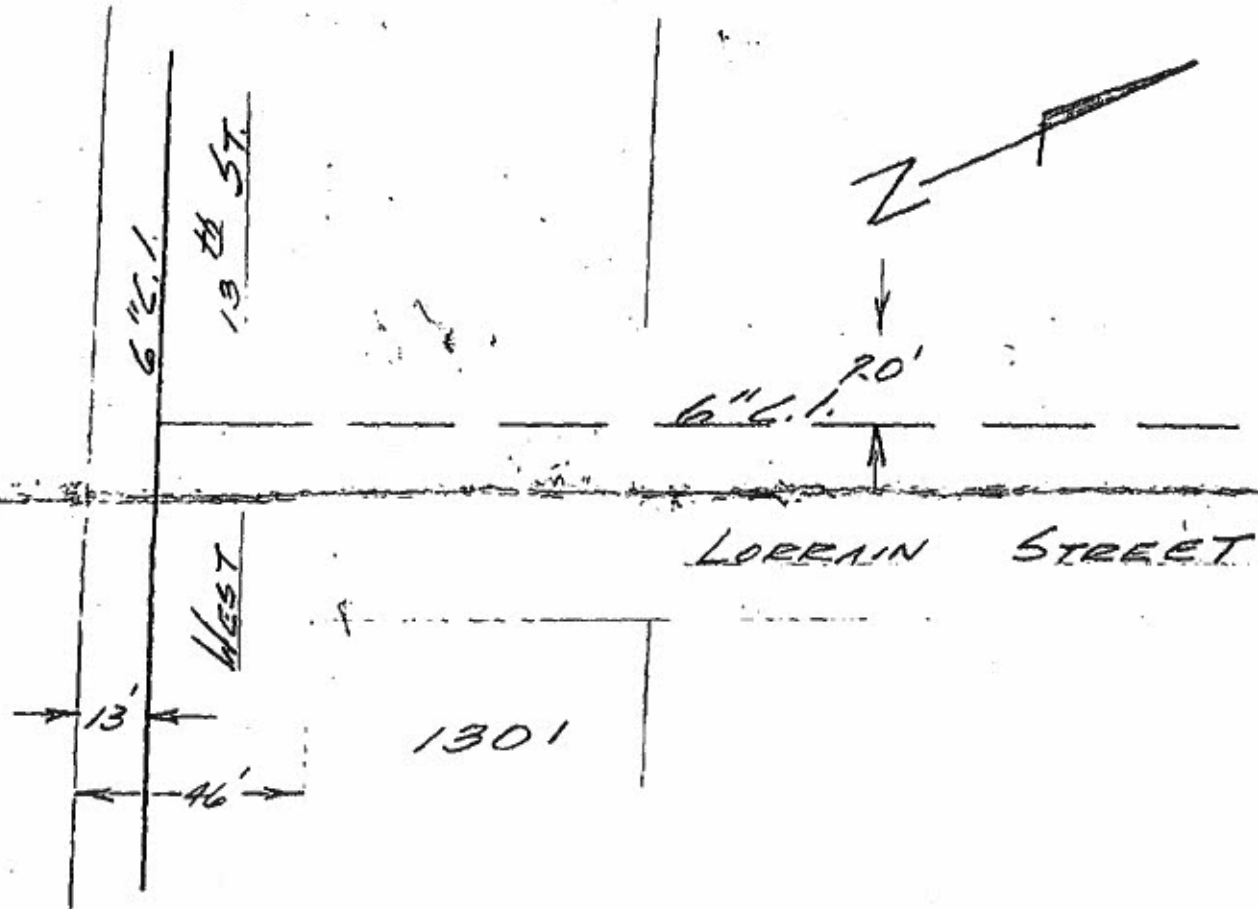 N
6" C.I.
13th ST.
20'
6" C.I.
LORRAIN STREET
WEST
13'
1301
46'